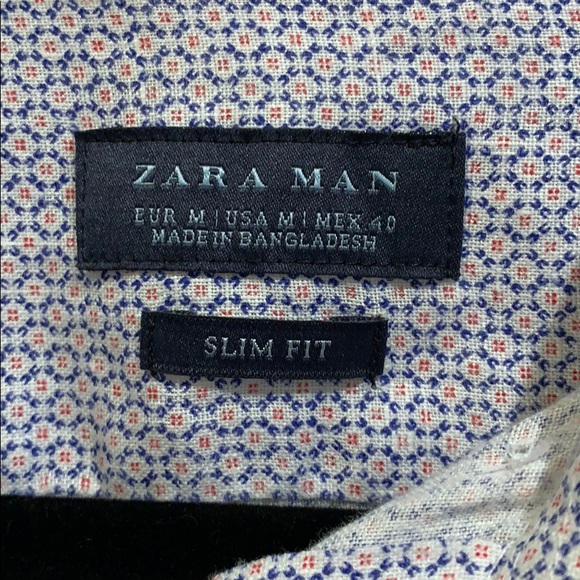 ZARA MAN
EUR M | USA M | MEX 40
MADE IN BANGLADESH
SLIM FIT